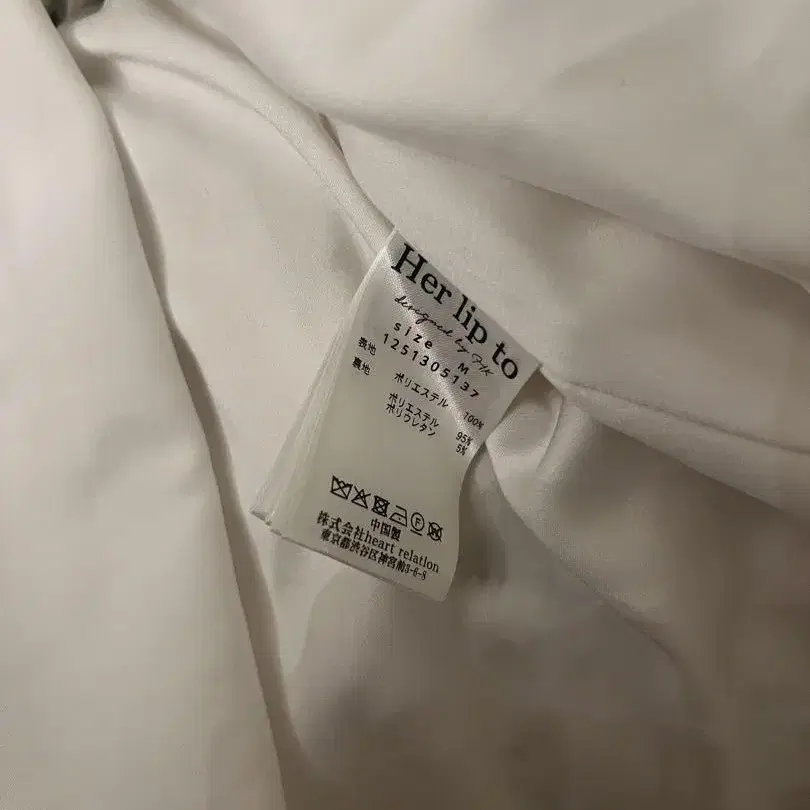 Her lip to
designed by HK
size M
1251305137
表地 ポリエステル 100%
裏地 ポリエステル 95%
ポリウレタン 5%
F
中国製
株式会社heart relation
東京都渋谷区神宮前3-6-8